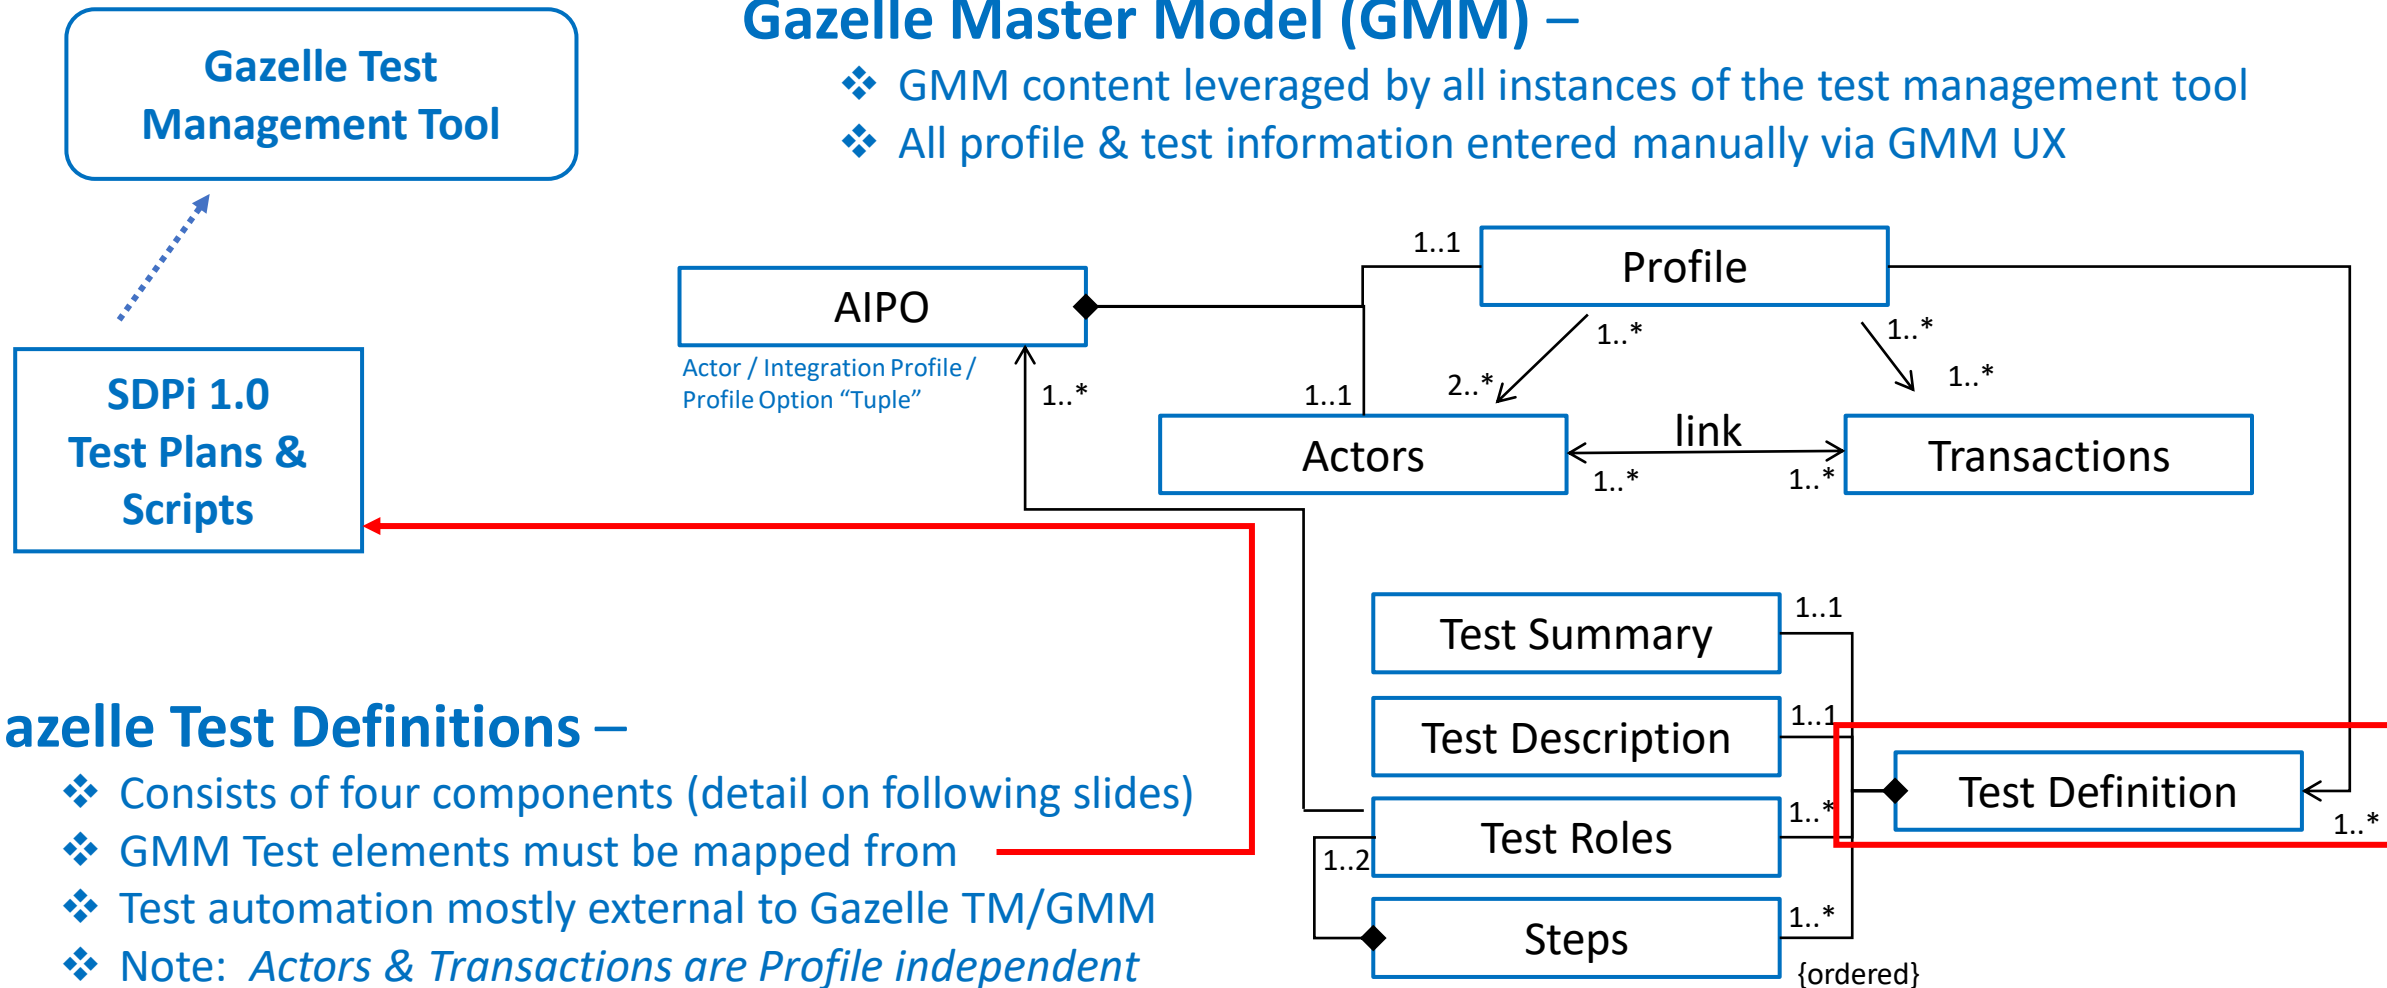 Gazelle Master Model (GMM) –
❖ GMM content leveraged by all instances of the test management tool
❖ All profile & test information entered manually via GMM UX
Gazelle Test
Management Tool
SDPi 1.0
Test Plans &
Scripts
AIPO
Actor / Integration Profile /
Profile Option “Tuple”
1..*
1..1
Profile
1..*
1..*
1..1
2..*
1..*
Actors
link
1..*
1..*
Transactions
Test Summary
1..1
Test Description
1..1
Test Roles
1..*
1..2
Steps
1..*
{ordered}
Test Definition
1..*
azelle Test Definitions –
❖ Consists of four components (detail on following slides)
❖ GMM Test elements must be mapped from
❖ Test automation mostly external to Gazelle TM/GMM
❖ Note: Actors & Transactions are Profile independent